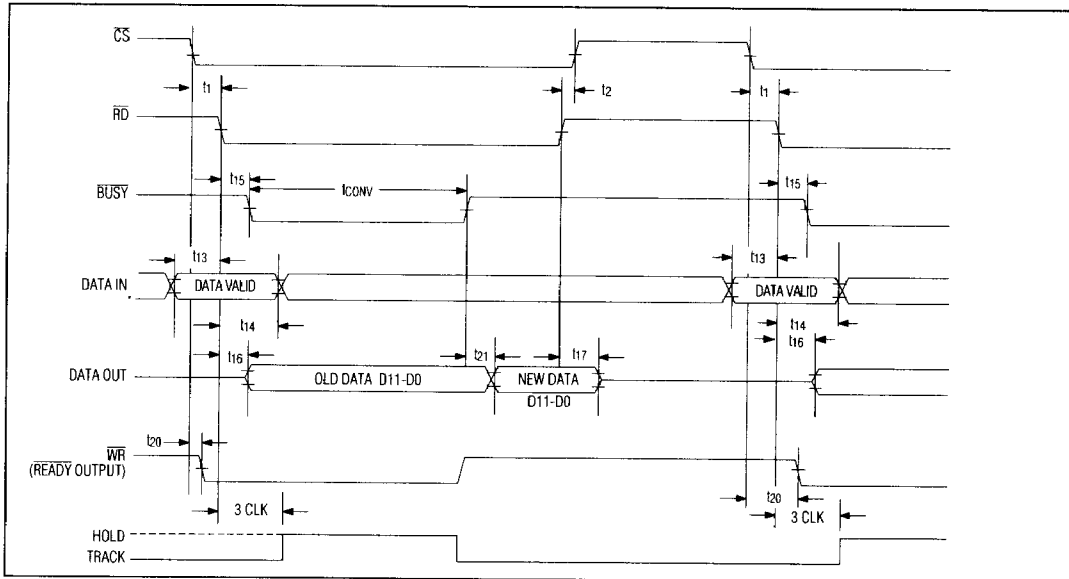 CS
t1
t2
t1
RD
t15
tCONV
t15
BUSY
t13
t13
DATA IN
DATA VALID
DATA VALID
t14
t14
t16
t16
t21
t17
DATA OUT
OLD DATA D11-D0
NEW DATA
D11-D0
t20
WR
(READY OUTPUT)
t20
3 CLK
3 CLK
HOLD
TRACK